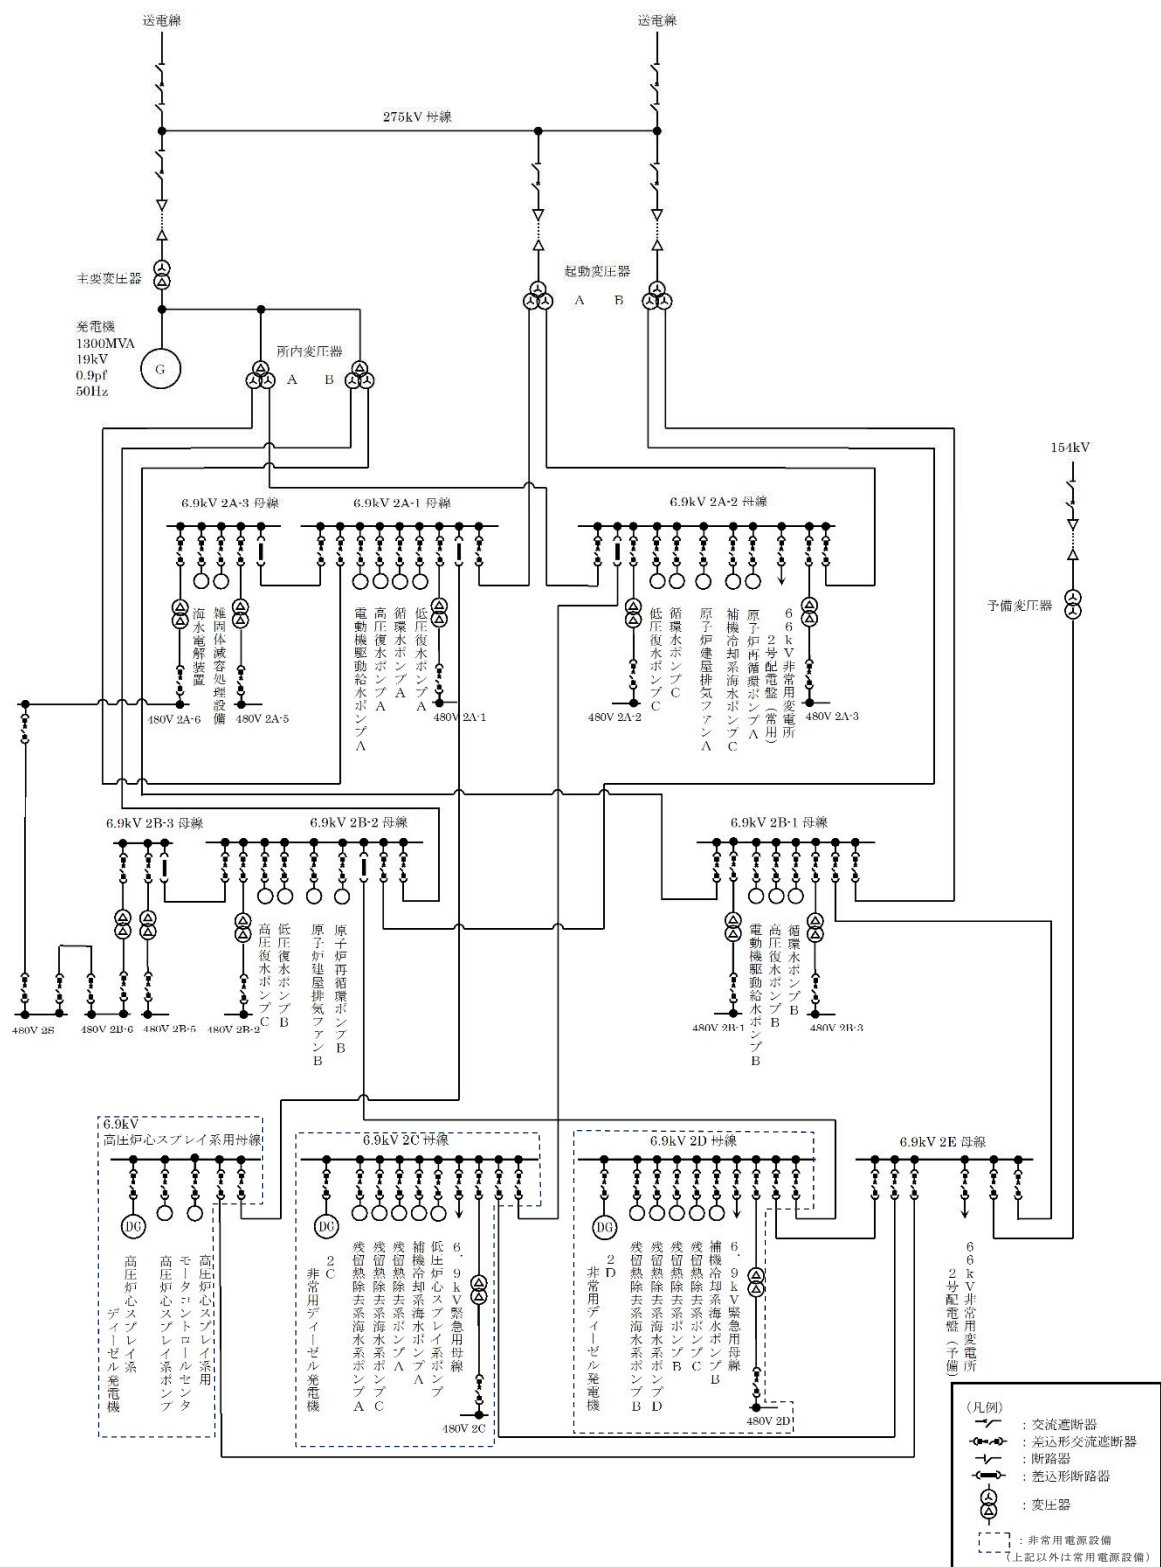 送電線
送電線
275kV 母線
主要変圧器
起動変圧器
A
B
発電機
1300MVA
19kV
0.9pf
50Hz
G
所内変圧器
A
B
154kV
予備変圧器
6.9kV 2A-3 母線
6.9kV 2A-1 母線
6.9kV 2A-2 母線
海水電解装置
雑固体減容処理設備
電動機駆動給水ポンプA
高圧復水ポンプA
循環水ポンプA
低圧復水ポンプA
低圧復水ポンプC
循環水ポンプC
原子炉建屋排気ファンA
補機冷却系海水ポンプC
原子炉再循環ポンプA
66kV非常用変電所
2号配電盤(常用)
480V 2A-6
480V 2A-5
480V 2A-1
480V 2A-2
480V 2A-3
6.9kV 2B-3 母線
6.9kV 2B-2 母線
6.9kV 2B-1 母線
高圧復水ポンプC
低圧復水ポンプB
原子炉建屋排気ファンB
原子炉再循環ポンプB
電動機駆動給水ポンプB
高圧復水ポンプB
循環水ポンプB
480V 2S
480V 2B-6
480V 2B-5
480V 2B-2
480V 2B-1
480V 2B-3
6.9kV
高圧炉心スプレイ系用母線
6.9kV 2C 母線
6.9kV 2D 母線
6.9kV 2E 母線
DG
DG
DG
高圧炉心スプレイ系
ディーゼル発電機
高圧炉心スプレイ系ポンプ
高圧炉心スプレイ系用
モータコントロールセンタ
2C
非常用ディーゼル発電機
残留熱除去系海水系ポンプA
残留熱除去系海水系ポンプC
残留熱除去系ポンプA
補機冷却系海水ポンプA
低圧炉心スプレイ系ポンプ
6.9kV緊急用母線
480V 2C
2D
非常用ディーゼル発電機
残留熱除去系海水系ポンプB
残留熱除去系海水系ポンプD
残留熱除去系ポンプB
残留熱除去系ポンプC
補機冷却系海水ポンプB
6.9kV緊急用母線
480V 2D
66kV非常用変電所
2号配電盤(予備)
(凡例)
:交流遮断器
:差込形交流遮断器
:断路器
:差込形断路器
:変圧器
:非常用電源設備
(上記以外は常用電源設備)